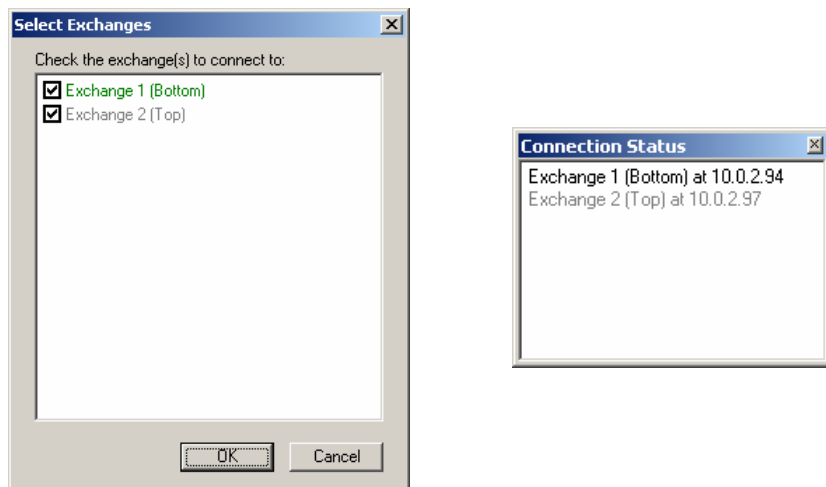 Select Exchanges
Check the exchange(s) to connect to:
Exchange 1 (Bottom)
Exchange 2 (Top)
OK
Cancel
Connection Status
Exchange 1 (Bottom) at 10.0.2.94
Exchange 2 (Top) at 10.0.2.97